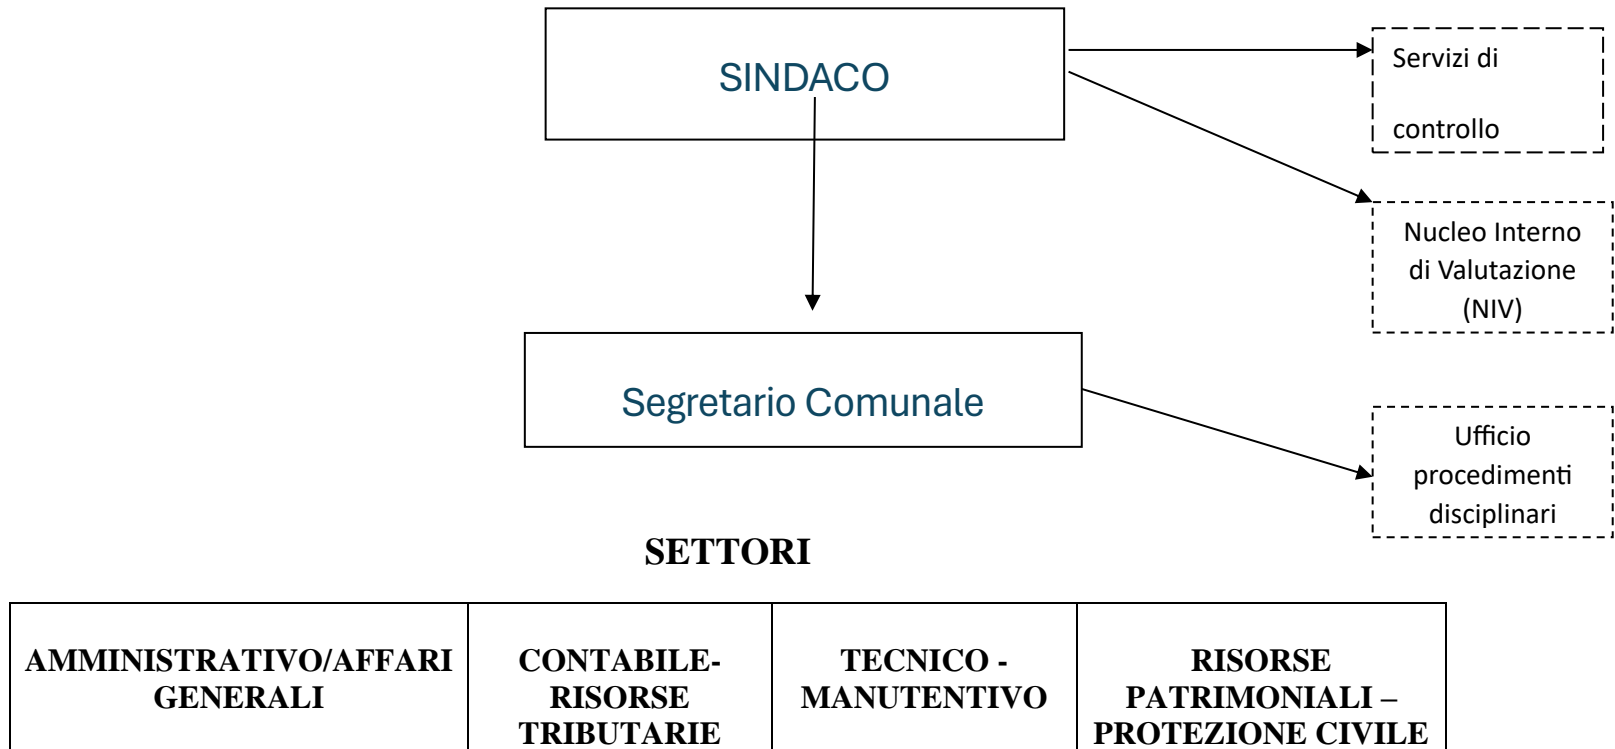 SINDACO
Servizi di
controllo
Nucleo Interno
di Valutazione
(NIV)
Segretario Comunale
Ufficio
procedimenti
disciplinari
SETTORI
AMMINISTRATIVO/AFFARI
GENERALI
CONTABILE-
RISORSE
TRIBUTARIE
TECNICO -
MANUTENTIVO
RISORSE
PATRIMONIALI –
PROTEZIONE CIVILE